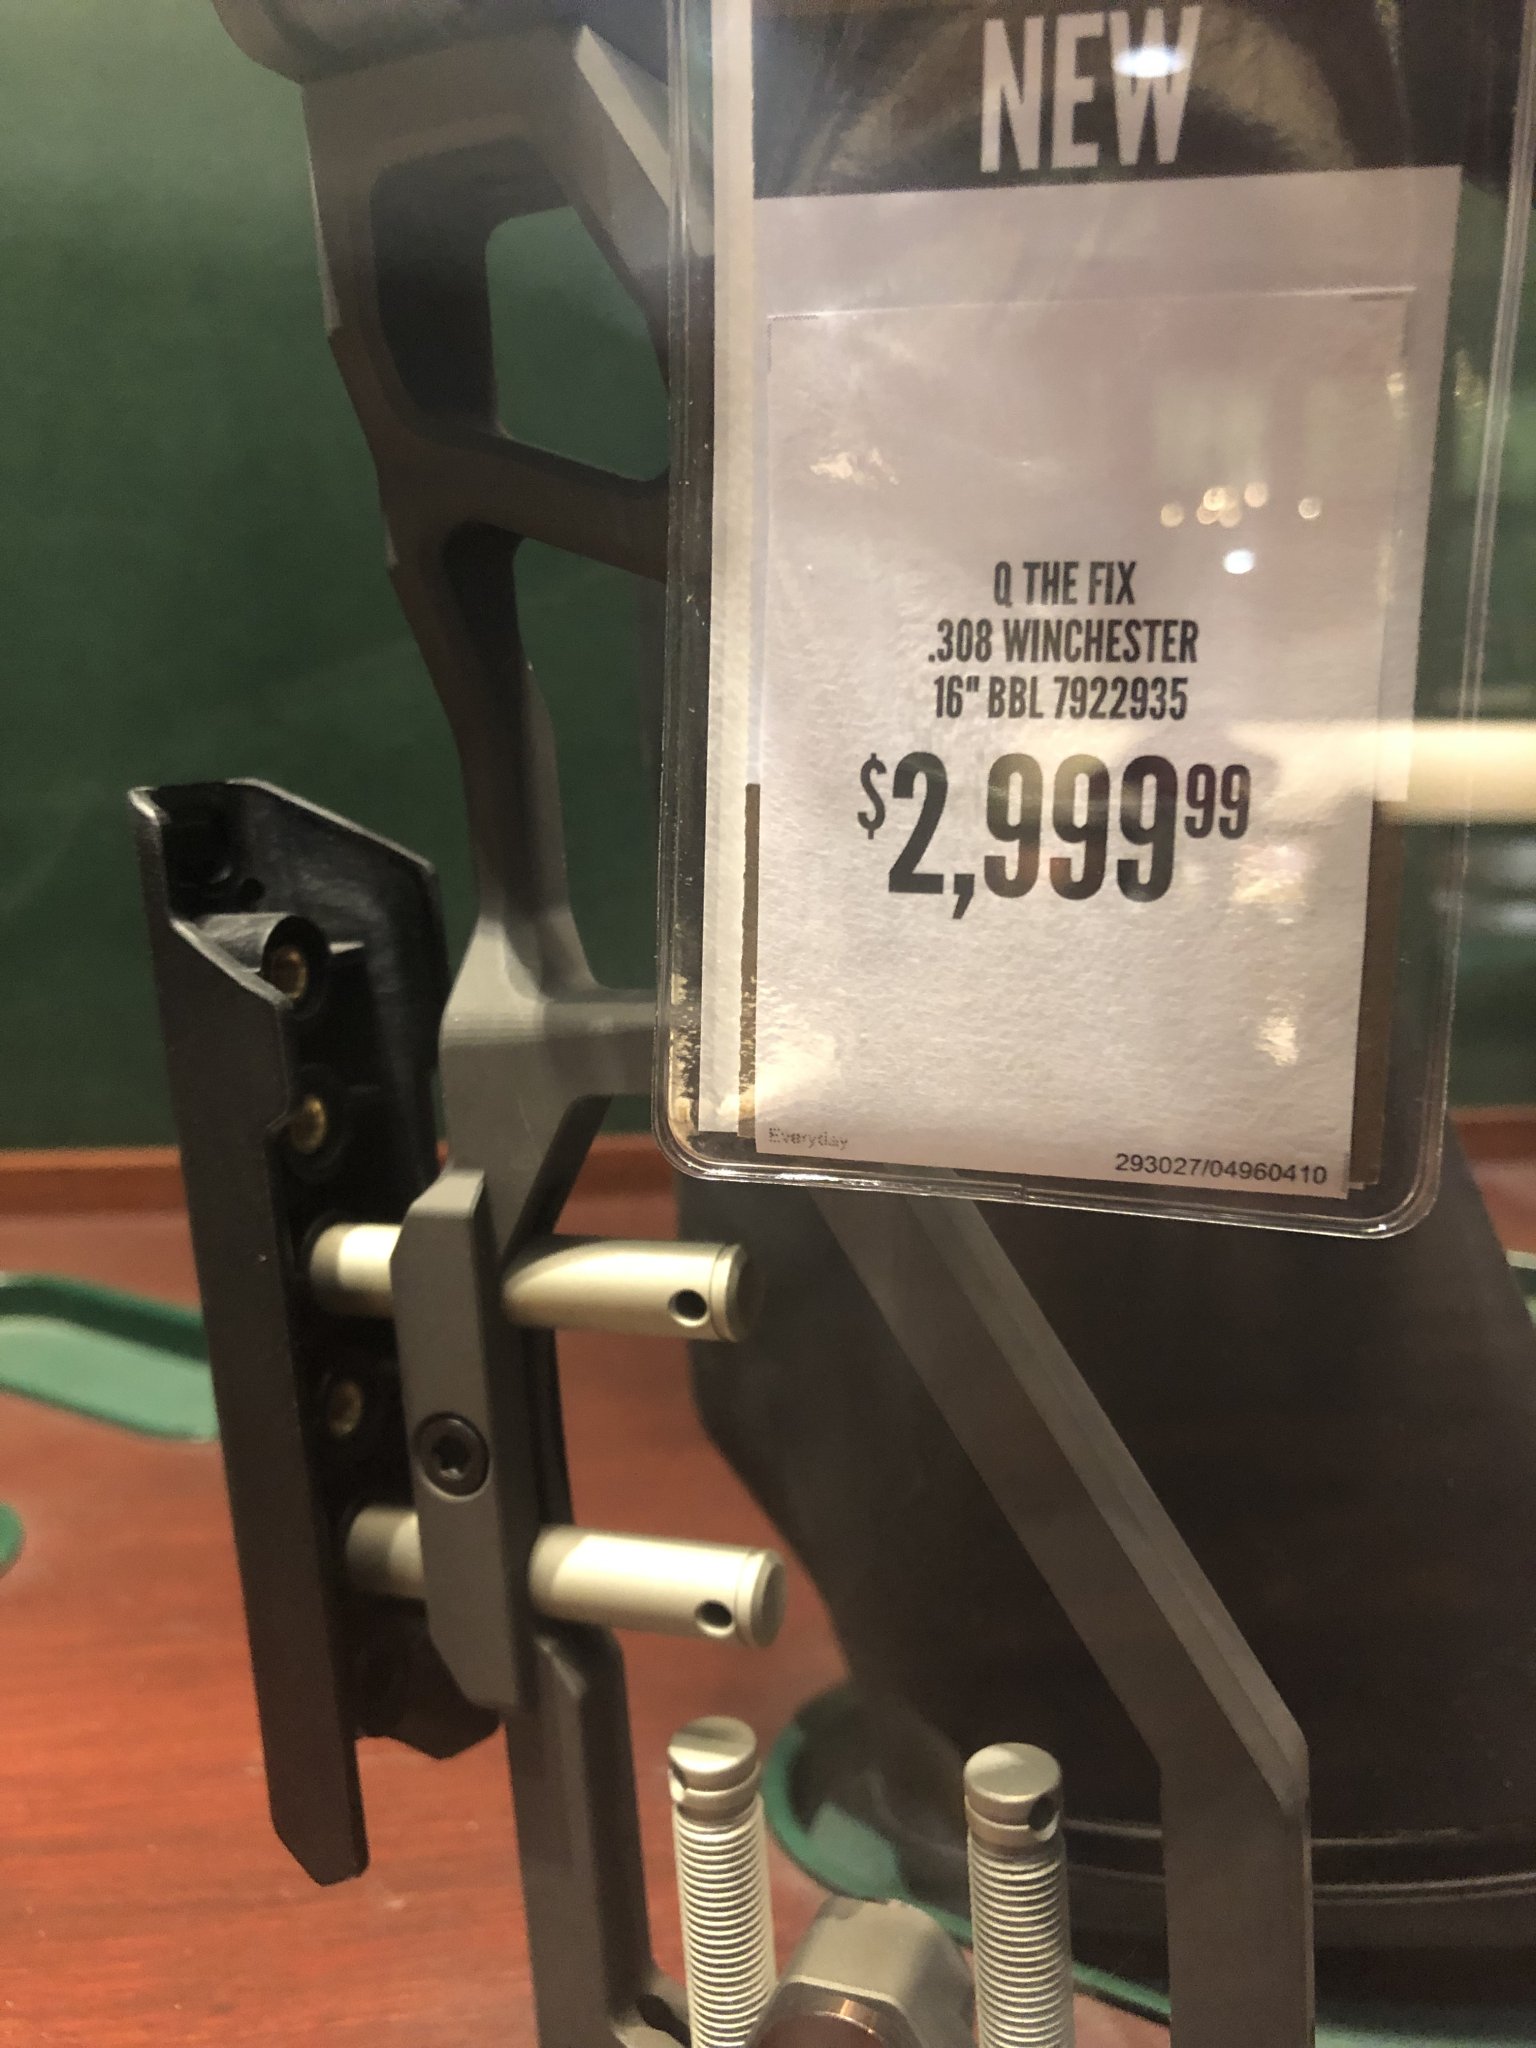 NEW
Q THE FIX
.308 WINCHESTER
16" BBL 7922935
$2,999 99
Everyday
293027/04960410